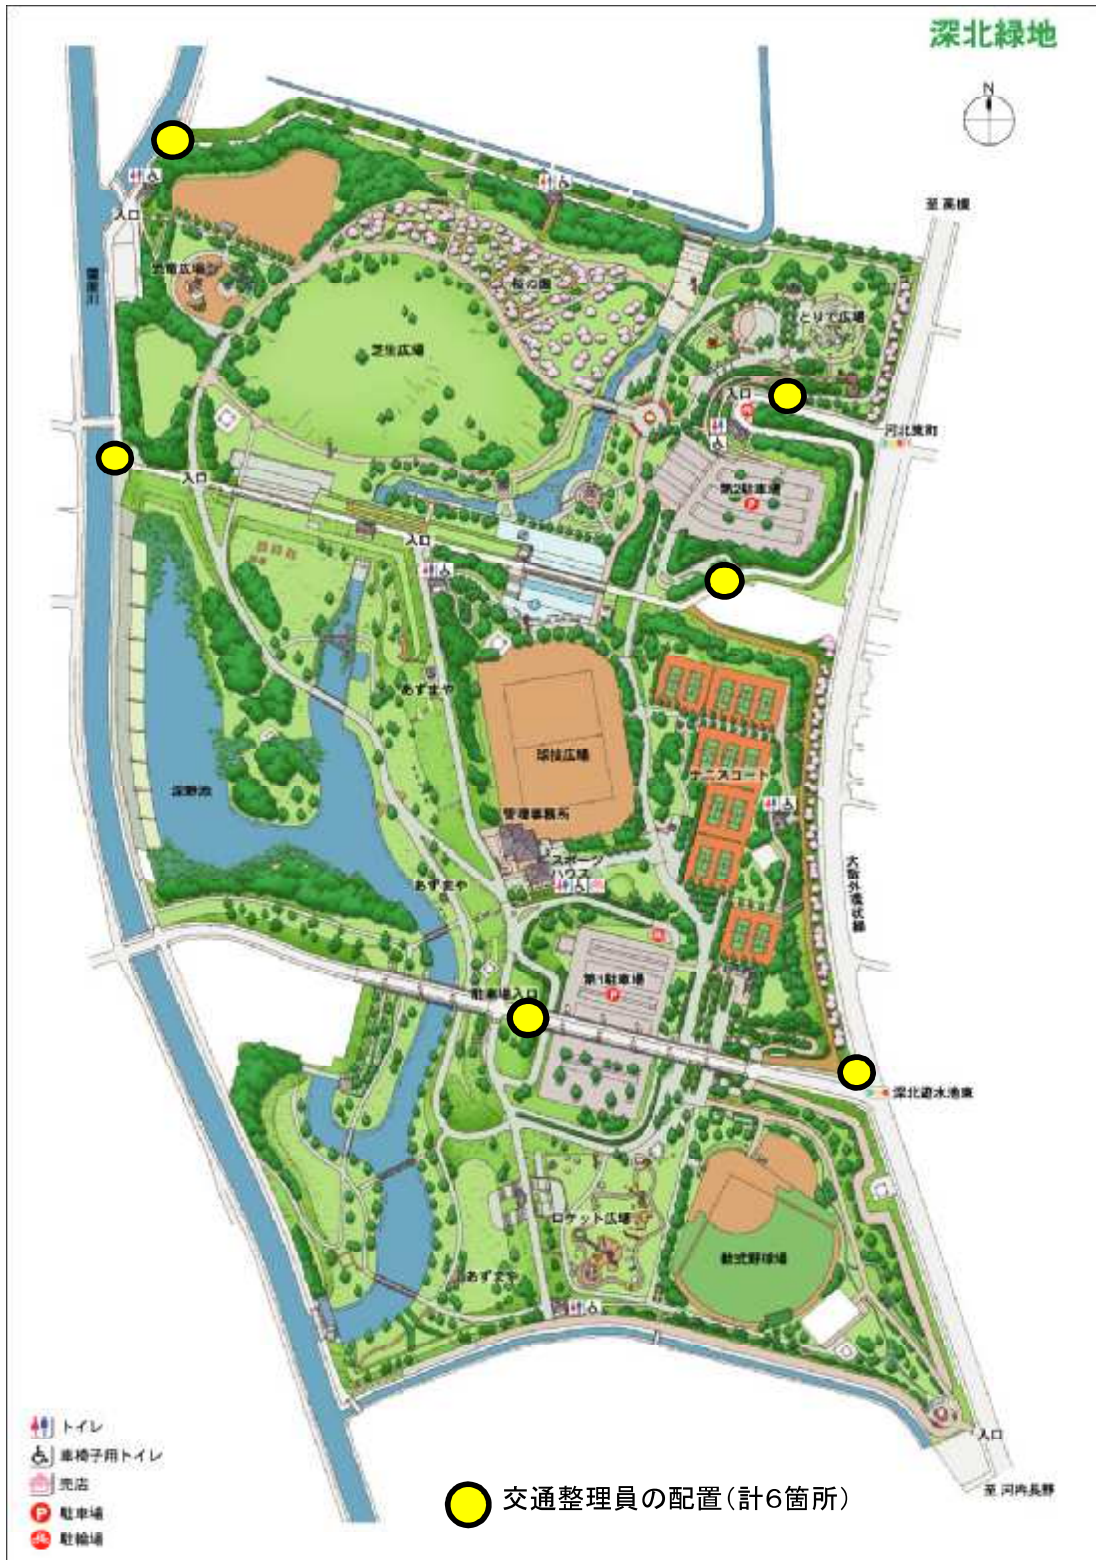 深北緑地
N
至 高槻
入口
寝屋川
恐竜広場
桜の園
芝生広場
とりで広場
入口
河北東町
第2駐車場
P
入口
入口
あずまや
球技広場
テニスコート
深野池
管理事務所
スポーツ
ハウス
あずまや
大阪外環状線
第1駐車場
P
駐車場入口
深北遊水池東
ロケット広場
軟式野球場
あずまや
入口
至 河内長野
トイレ
車椅子用トイレ
売店
P 駐車場
駐輪場
交通整理員の配置(計6箇所)